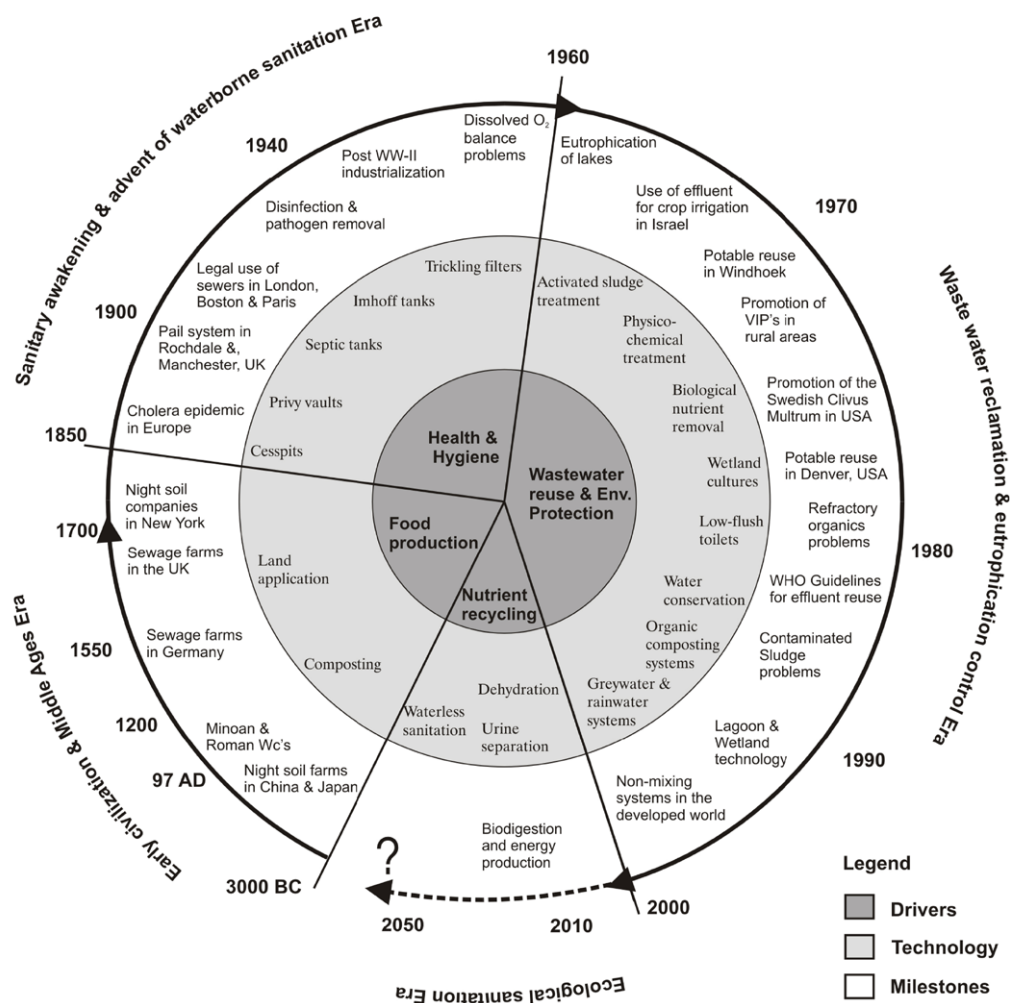 Sanitary awakening & advent of waterborne sanitation Era
1960
1940
1900
1850
Dissolved O₂
balance
problems
Post WW-II
industrialization
Disinfection &
pathogen removal
Legal use of
sewers in London,
Boston & Paris
Pail system in
Rochdale &,
Manchester, UK
Cholera epidemic
in Europe
Trickling filters
Imhoff tanks
Septic tanks
Privy vaults
Cesspits
Health &
Hygiene
Waste water reclamation & eutrophication control Era
1970
1980
1990
2000
Eutrophication
of lakes
Use of effluent
for crop irrigation
in Israel
Potable reuse
in Windhoek
Promotion of
VIP's in
rural areas
Promotion of the
Swedish Clivus
Multrum in USA
Potable reuse
in Denver, USA
Refractory
organics
problems
WHO Guidelines
for effluent reuse
Contaminated
Sludge
problems
Lagoon &
Wetland
technology
Non-mixing
systems in the
developed world
Activated sludge
treatment
Physico-
chemical
treatment
Biological
nutrient
removal
Wetland
cultures
Low-flush
toilets
Water
conservation
Organic
composting
systems
Greywater &
rainwater
systems
Wastewater
reuse & Env.
Protection
Early civilization & Middle Ages Era
1700
1550
1200
97 AD
3000 BC
Night soil
companies
in New York
Sewage farms
in the UK
Sewage farms
in Germany
Minoan &
Roman Wc's
Night soil farms
in China & Japan
Land
application
Composting
Food
production
Nutrient
recycling
Dehydration
Waterless
sanitation
Urine
separation
Biodigestion
and energy
production
?
2050
2010
Ecological sanitation Era
Legend
Drivers
Technology
Milestones